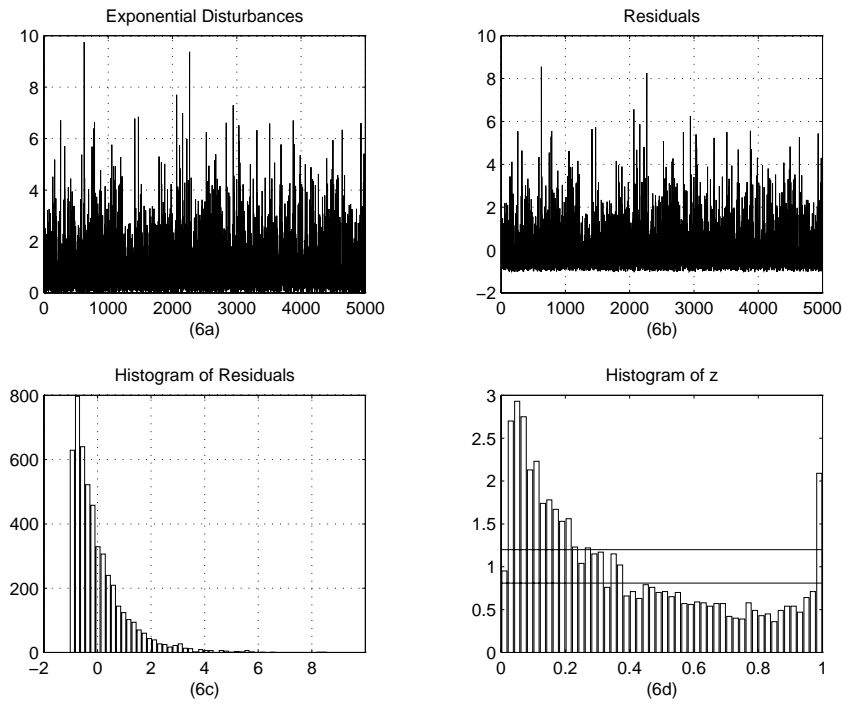 Exponential Disturbances
10
8
6
4
2
0
0 1000 2000 3000 4000 5000
(6a)
Residuals
10
8
6
4
2
0
−2
0 1000 2000 3000 4000 5000
(6b)
Histogram of Residuals
800
600
400
200
0
−2 0 2 4 6 8
(6c)
Histogram of z
3
2.5
2
1.5
1
0.5
0
0 0.2 0.4 0.6 0.8 1
(6d)